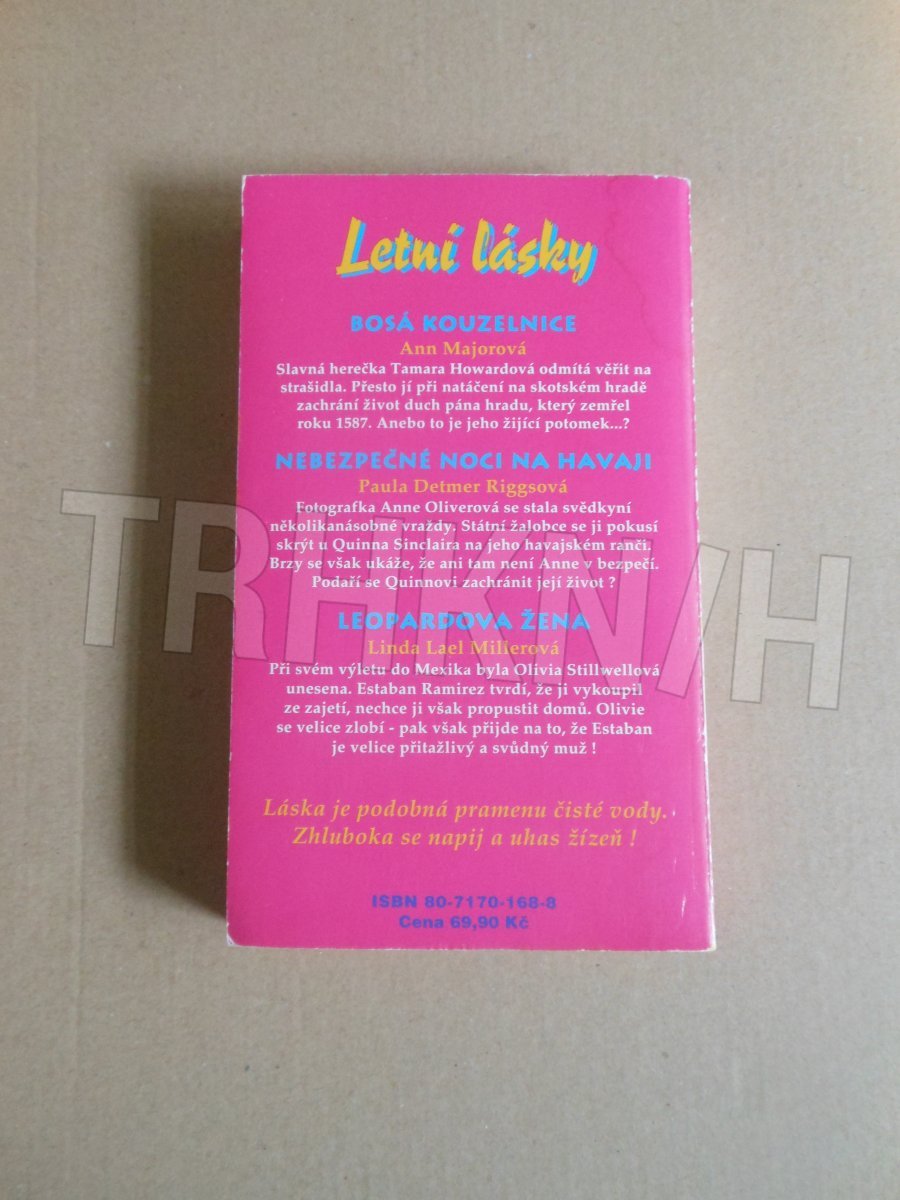 Letní lásky
BOSÁ KOUZELNICE
Ann Majorová
Slavná herečka Tamara Howardová odmítá věřit na
strašidla. Přesto jí při natáčení na skotském hradě
zachrání život duch pána hradu, který zemřel
roku 1587. Anebo to je jeho žijící potomek...?
NEBEZPEČNÉ NOCI NA HAVAJI
Paula Detmer Riggsová
Fotografka Anne Oliverová se stala svědkyní
několikanásobné vraždy. Státní žalobce se ji pokusí
skrýt u Quinna Sinclaira na jeho havajském ranči.
Brzy se však ukáže, že ani tam není Anne v bezpečí.
Podaří se Quinnovi zachránit její život ?
LEOPARDOVA ŽENA
Linda Lael Millerová
Při svém výletu do Mexika byla Olivia Stillwellová
unesena. Estaban Ramirez tvrdí, že ji vykoupil
ze zajetí, nechce ji však propustit domů. Olivie
se velice zlobí - pak však přijde na to, že Estaban
je velice přitažlivý a svůdný muž !
Láska je podobná pramenu čisté vody.
Zhluboka se napij a uhas žízeň !
ISBN 80-7170-168-8
Cena 69,90 Kč
TRHKNIH